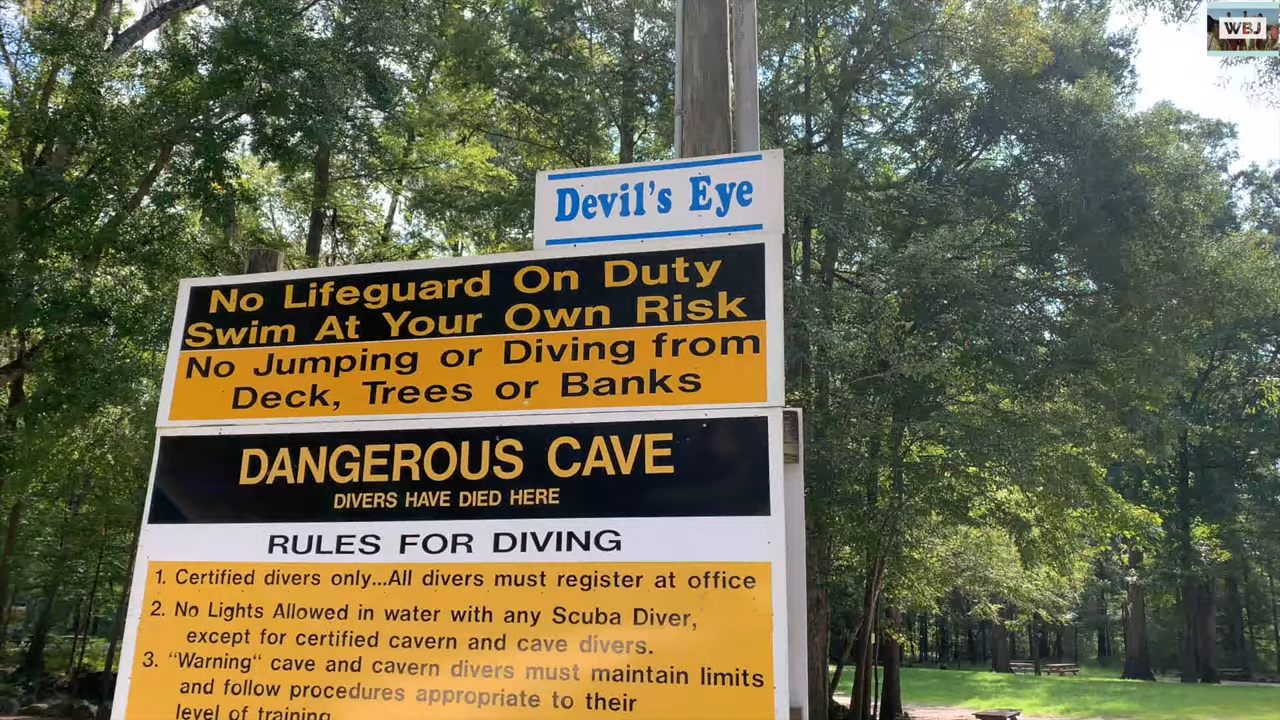 WBJ
Devil's Eye
No Lifeguard On Duty
Swim At Your Own Risk
No Jumping or Diving from
Deck, Trees or Banks
DANGEROUS CAVE
DIVERS HAVE DIED HERE
RULES FOR DIVING
1. Certified divers only...All divers must register at office
2. No Lights Allowed in water with any Scuba Diver,
except for certified cavern and cave divers.
3. "Warning" cave and cavern divers must maintain limits
and follow procedures appropriate to their
level of training